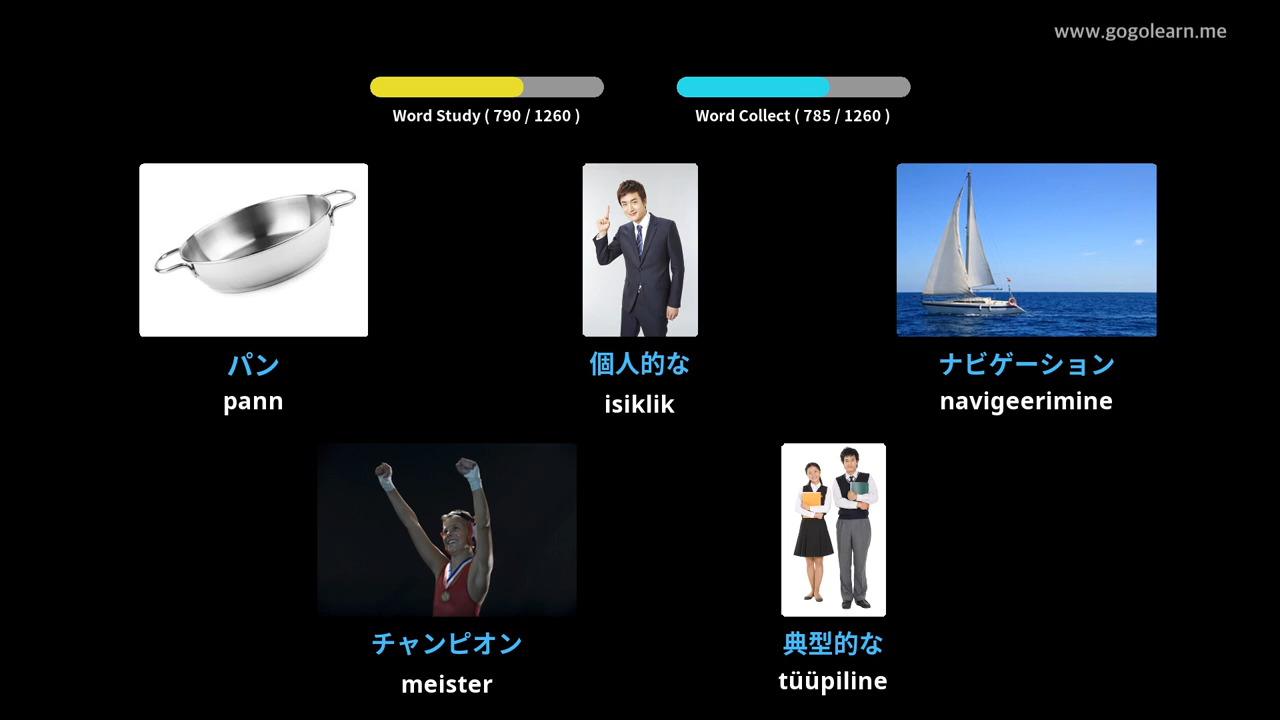 www.gogolearn.me
Word Study ( 790 / 1260 )
Word Collect ( 785 / 1260 )
パン
pann
個人的な
isiklik
ナビゲーション
navigeerimine
チャンピオン
meister
典型的な
tüüpiline